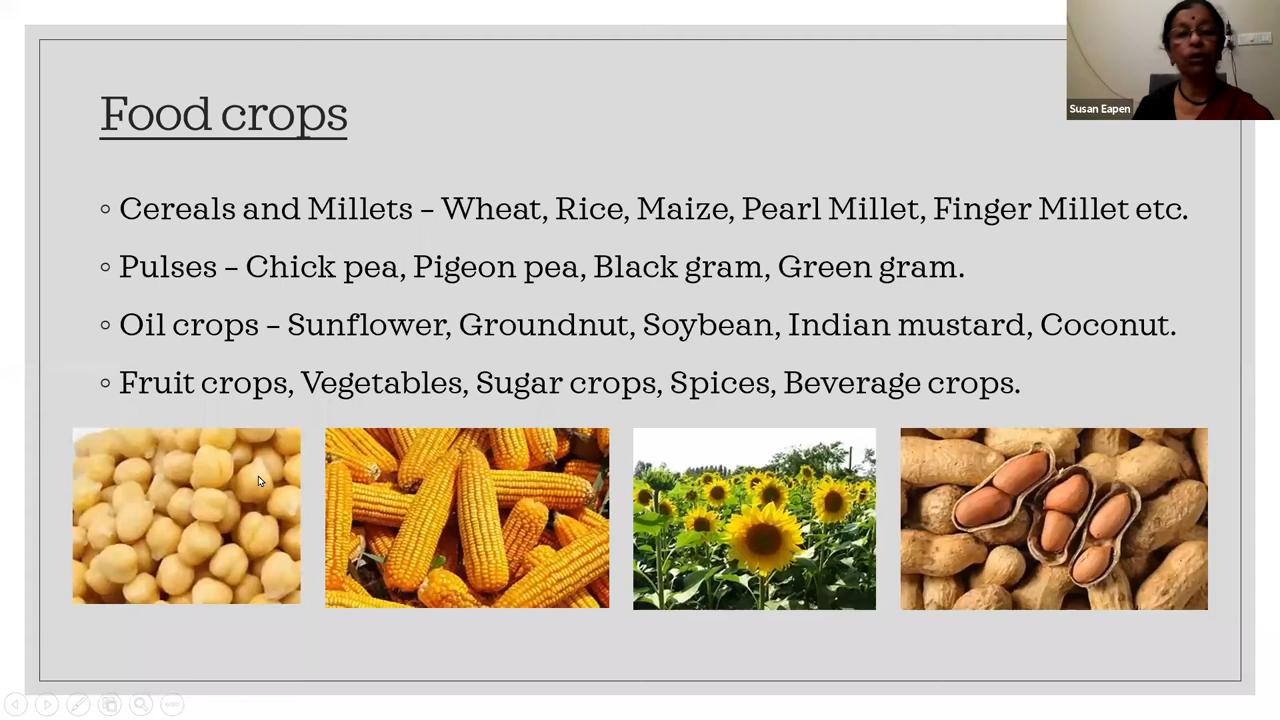 Food crops
Susan Eapen
Cereals and Millets – Wheat, Rice, Maize, Pearl Millet, Finger Millet etc.
Pulses – Chick pea, Pigeon pea, Black gram, Green gram.
Oil crops – Sunflower, Groundnut, Soybean, Indian mustard, Coconut.
Fruit crops, Vegetables, Sugar crops, Spices, Beverage crops.